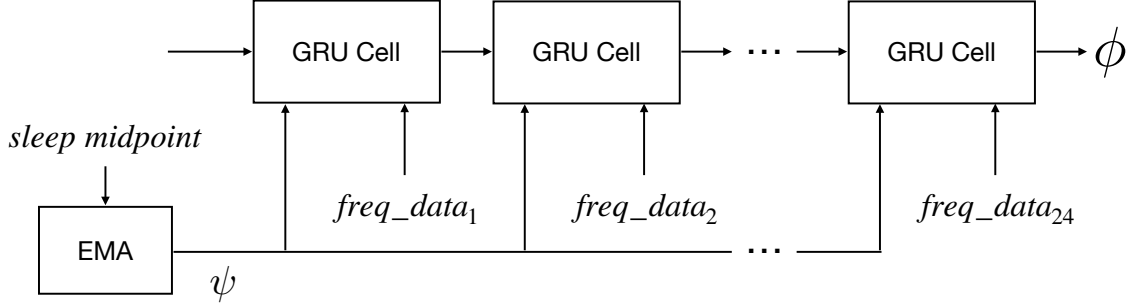 GRU Cell GRU Cell ... GRU Cell ϕ
sleep midpoint
freq_data₁ freq_data₂ freq_data₂₄
EMA ...
ψ